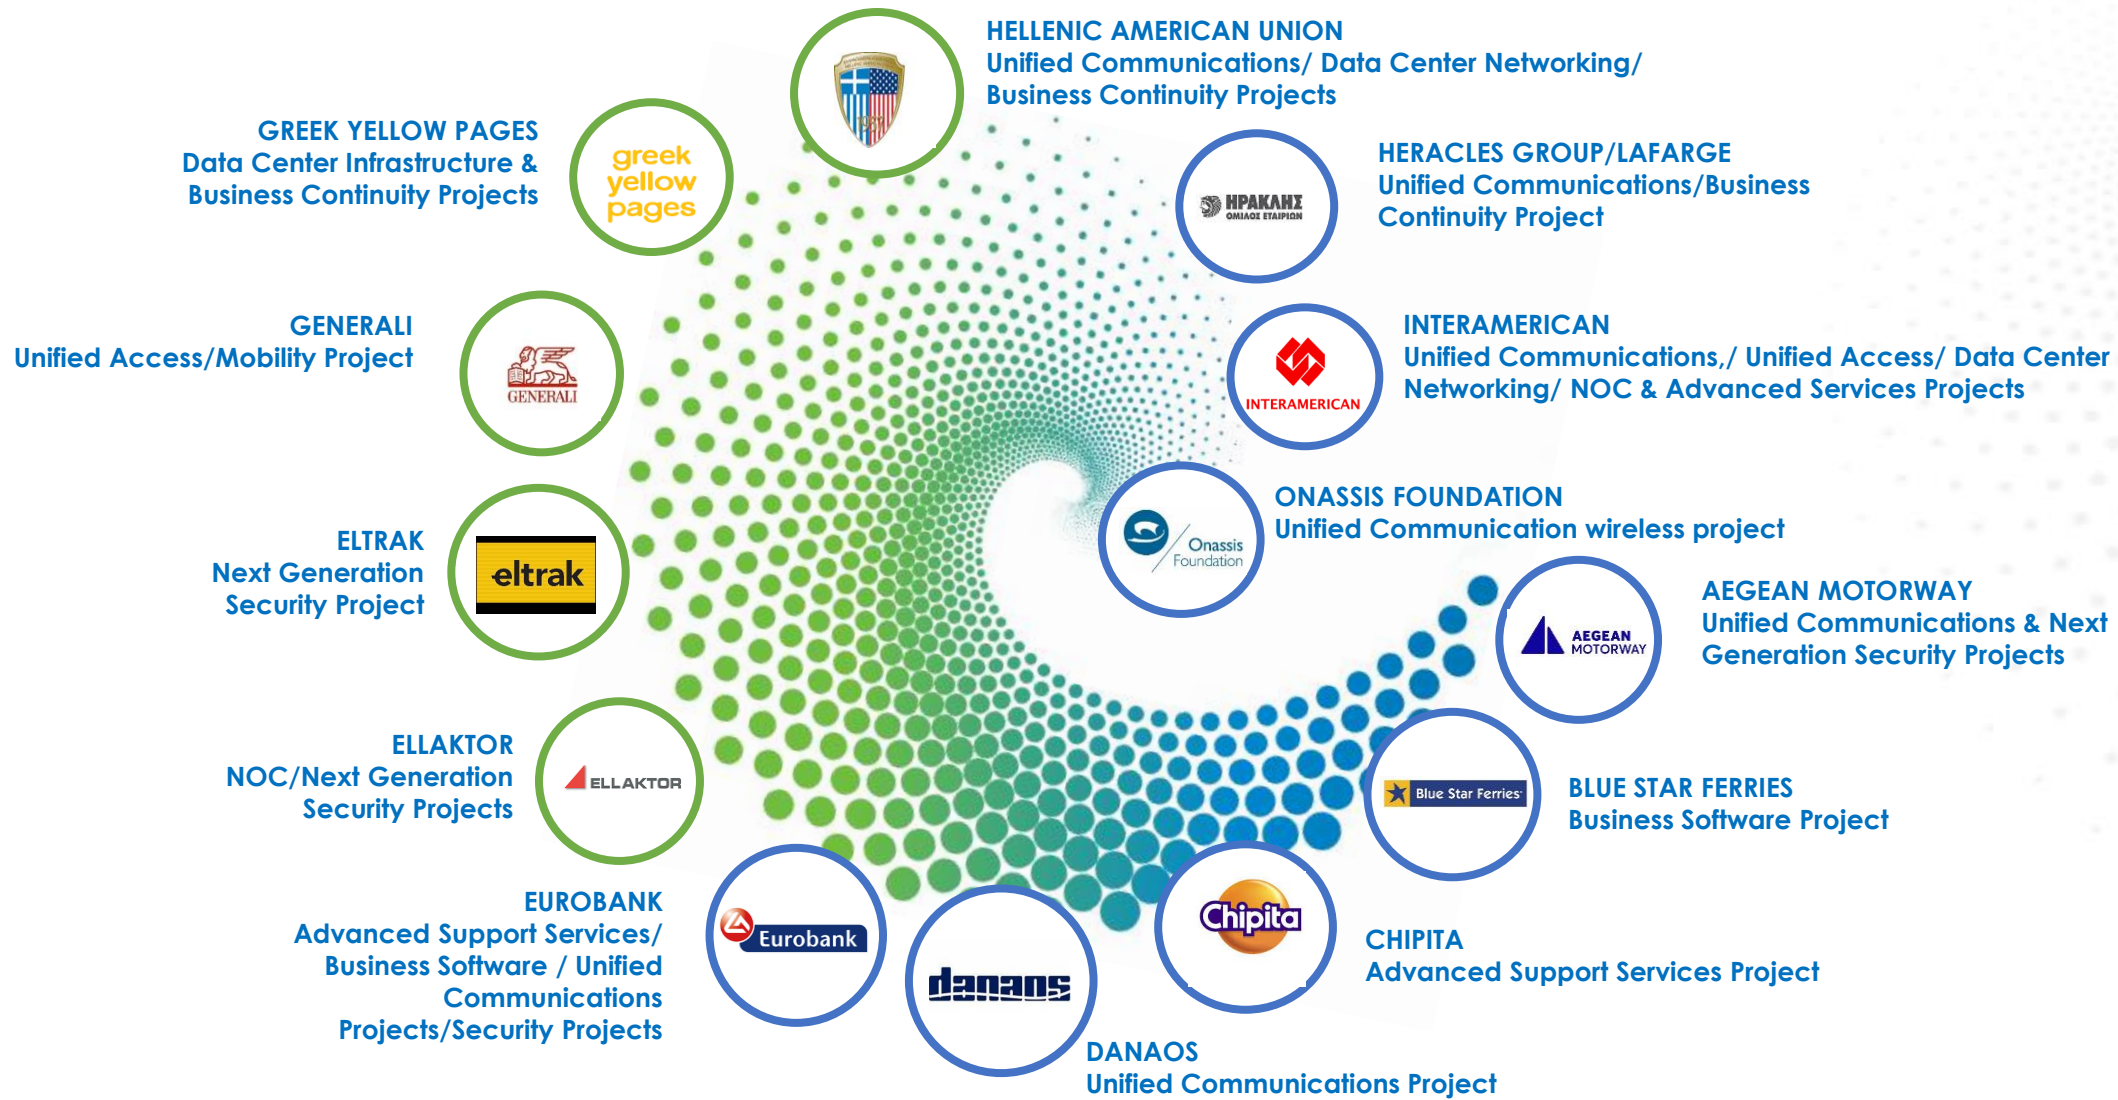 HELLENIC AMERICAN UNION
Unified Communications/ Data Center Networking/
Business Continuity Projects
1957
GREEK YELLOW PAGES
Data Center Infrastructure &
Business Continuity Projects
greek
yellow
pages
HERACLES GROUP/LAFARGE
Unified Communications/Business
Continuity Project
ΗΡΑΚΛΗΣ
ΟΜΙΛΟΣ ΕΤΑΙΡΙΩΝ
GENERALI
Unified Access/Mobility Project
GENERALI
INTERAMERICAN
Unified Communications,/ Unified Access/ Data Center
Networking/ NOC & Advanced Services Projects
INTERAMERICAN
ONASSIS FOUNDATION
Unified Communication wireless project
Onassis
Foundation
ELTRAK
Next Generation
Security Project
eltrak
AEGEAN MOTORWAY
Unified Communications & Next
Generation Security Projects
AEGEAN
MOTORWAY
ELLAKTOR
NOC/Next Generation
Security Projects
ELLAKTOR
BLUE STAR FERRIES
Business Software Project
Blue Star Ferries
EUROBANK
Advanced Support Services/
Business Software / Unified
Communications
Projects/Security Projects
Eurobank
Chipita
CHIPITA
Advanced Support Services Project
danaos
DANAOS
Unified Communications Project